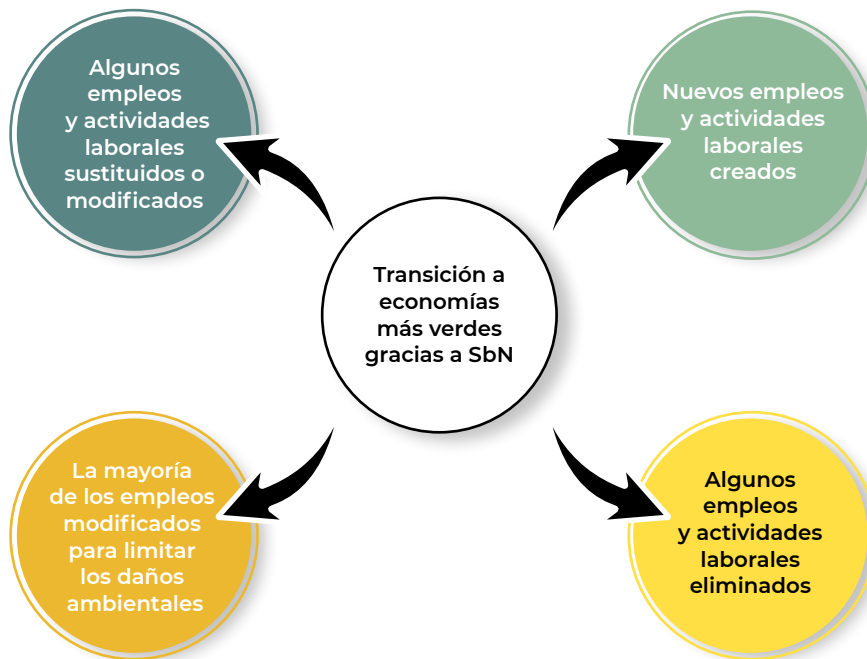 Algunos
empleos
y actividades
laborales
sustituidos o
modificados
Nuevos empleos
y actividades
laborales
creados
Transición a
economías
más verdes
gracias a SbN
La mayoría
de los empleos
modificados
para limitar
los daños
ambientales
Algunos
empleos
y actividades
laborales
eliminados